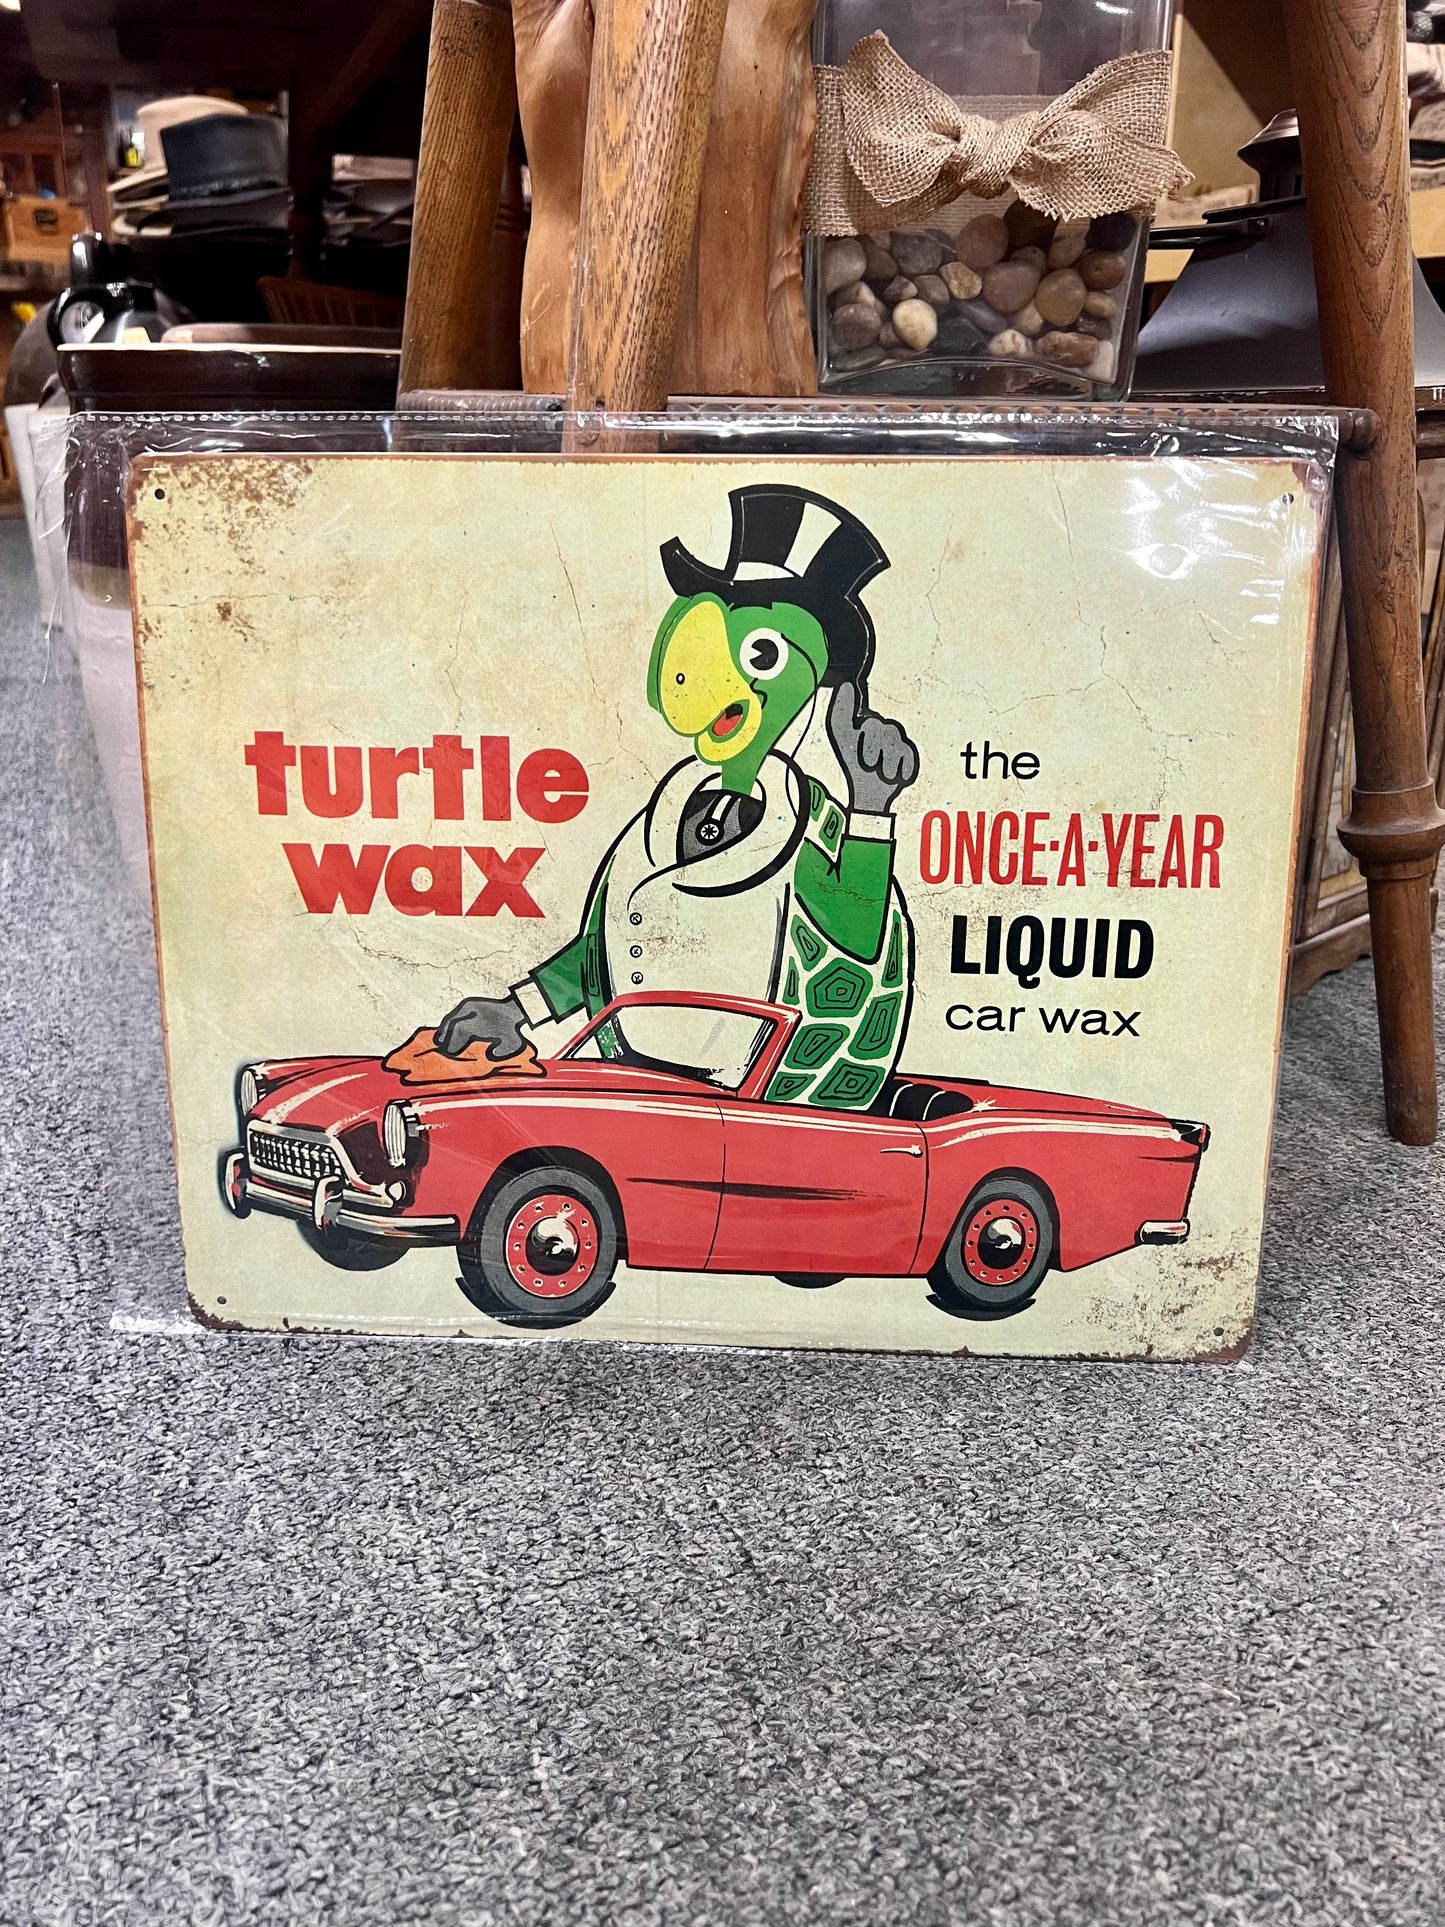 turtle
wax
the
ONCE·A·YEAR
LIQUID
car wax